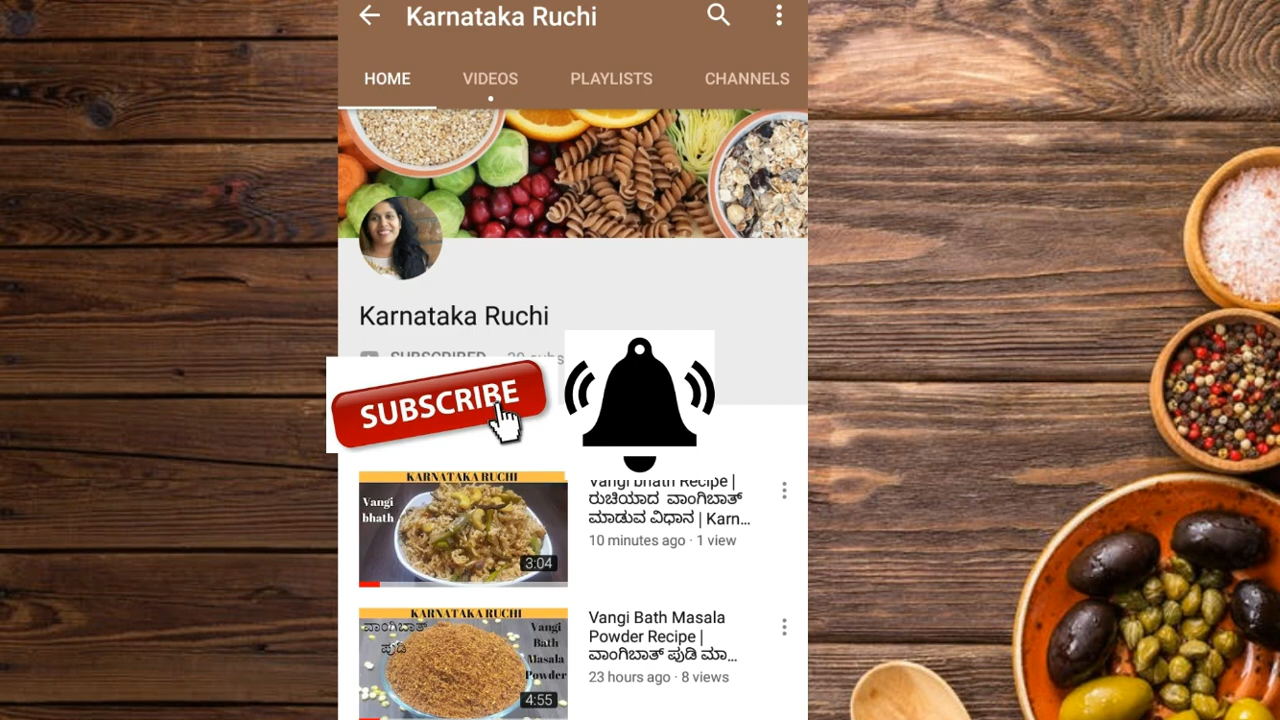 Karnataka Ruchi
HOME VIDEOS PLAYLISTS CHANNELS
Karnataka Ruchi
SUBSCRIBED
SUBSCRIBE
KARNATAKA RUCHI
Vangi
bhath
3:04
Vangi bhath Recipe |
ರುಚಿಯಾದ ವಾಂಗಿಬಾತ್
ಮಾಡುವ ವಿಧಾನ | Karn...
10 minutes ago · 1 view
KARNATAKA RUCHI
ವಾಂಗಿಬಾತ್
ಪುಡಿ
Vangi
Bath
Masala
Powder
4:55
Vangi Bath Masala
Powder Recipe |
ವಾಂಗಿಬಾತ್ ಪುಡಿ ಮಾ...
23 hours ago · 8 views